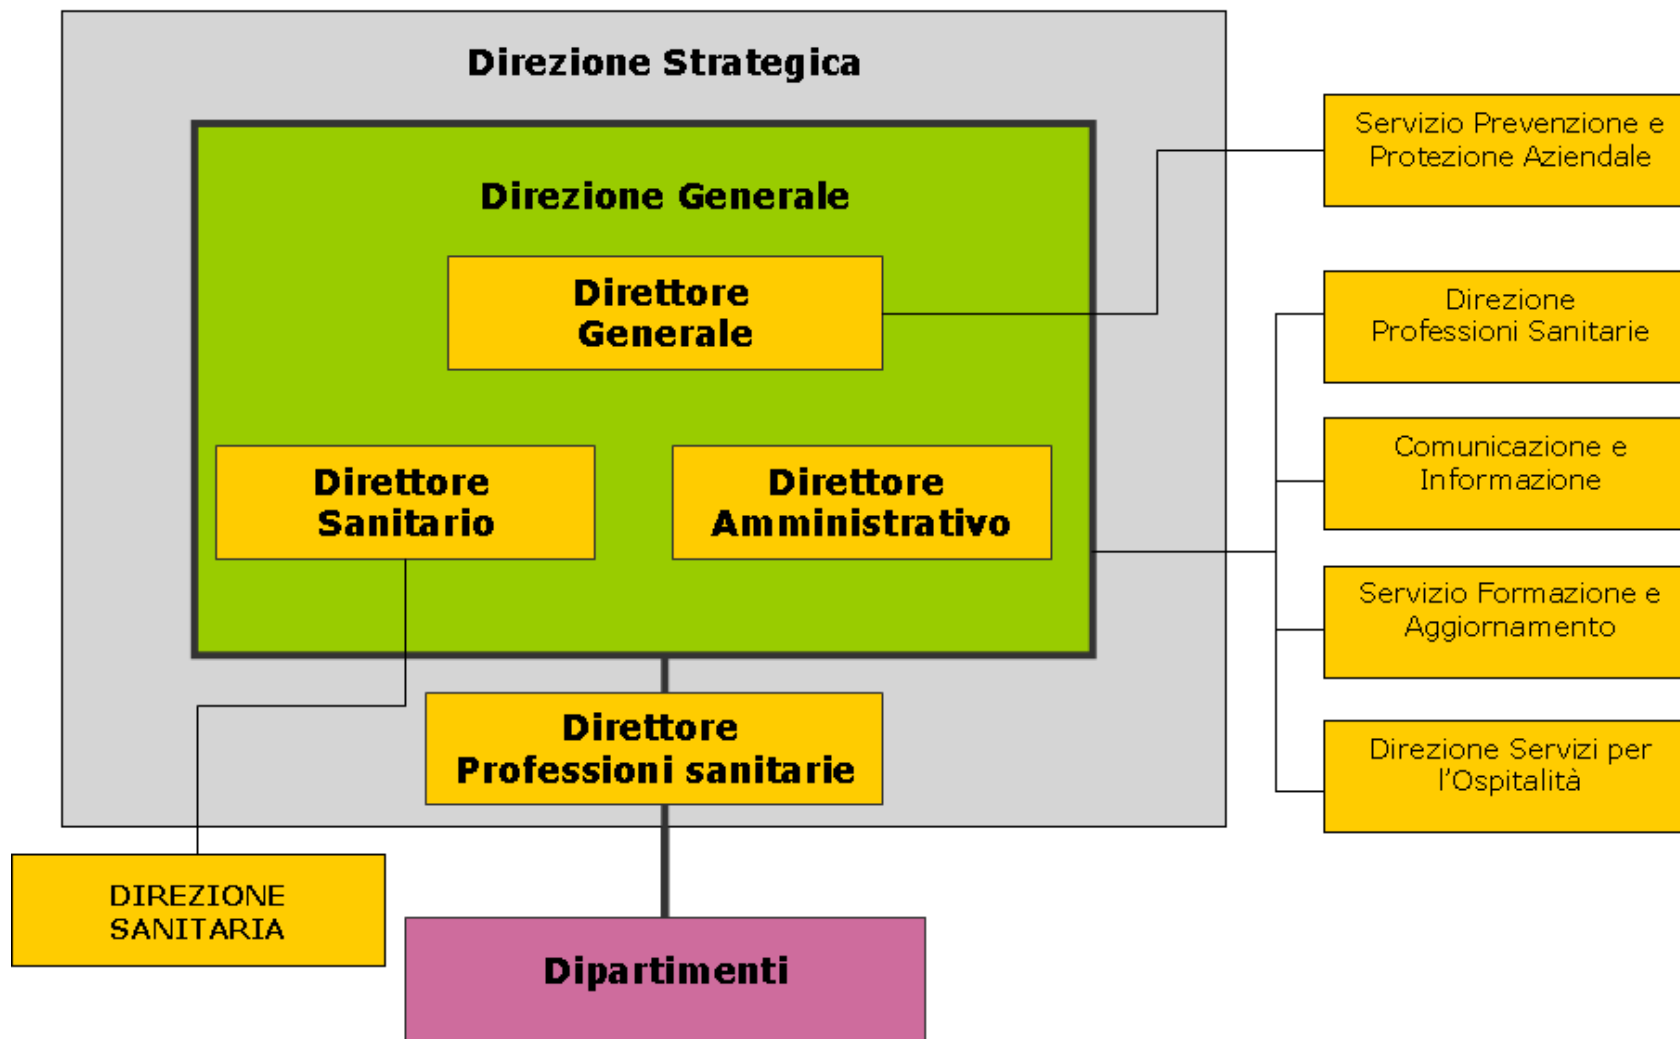 Direzione Strategica
Direzione Generale
Direttore
Generale
Direttore
Sanitario
Direttore
Amministrativo
Direttore
Professioni sanitarie
DIREZIONE
SANITARIA
Dipartimenti
Servizio Prevenzione e
Protezione Aziendale
Direzione
Professioni Sanitarie
Comunicazione e
Informazione
Servizio Formazione e
Aggiornamento
Direzione Servizi per
l'Ospitalità